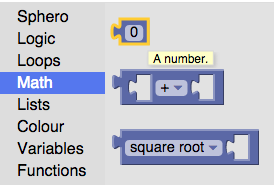 Sphero
Logic
Loops
Math
Lists
Colour
Variables
Functions
0
A number.
+
square root